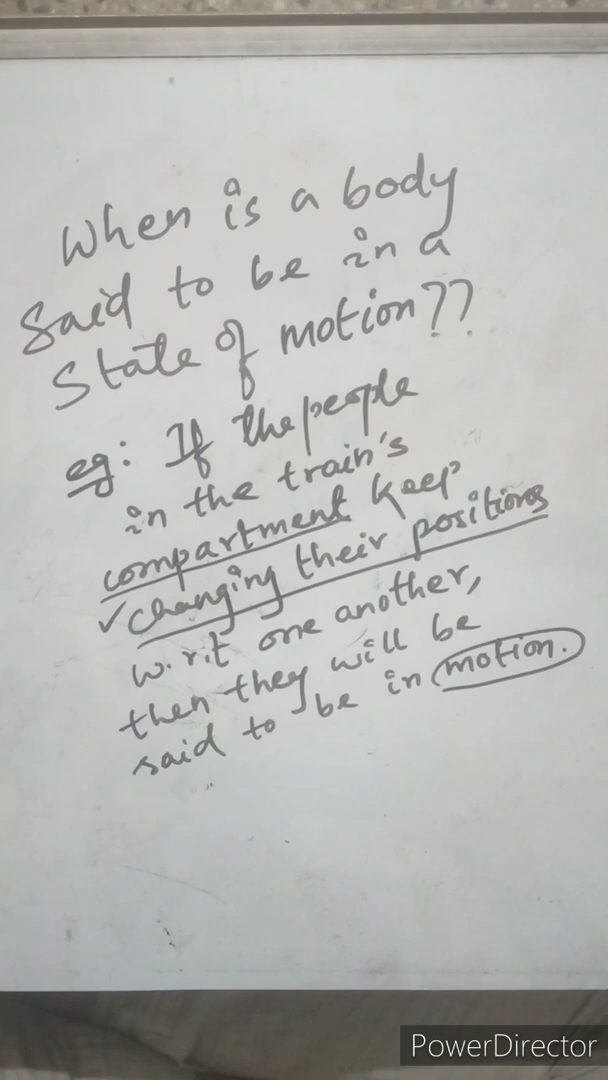 When is a body
Said to be in a
State of motion??
eg: If the people
in the train's
compartment keep
✓changing their positions
w.r.t one another,
then they will be
said to be in motion.
PowerDirector